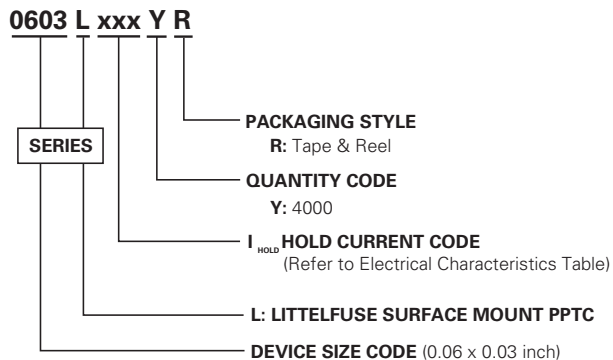 0603 L xxx Y R
PACKAGING STYLE
R: Tape & Reel
SERIES
QUANTITY CODE
Y: 4000
I HOLD HOLD CURRENT CODE
(Refer to Electrical Characteristics Table)
L: LITTELFUSE SURFACE MOUNT PPTC
DEVICE SIZE CODE (0.06 x 0.03 inch)